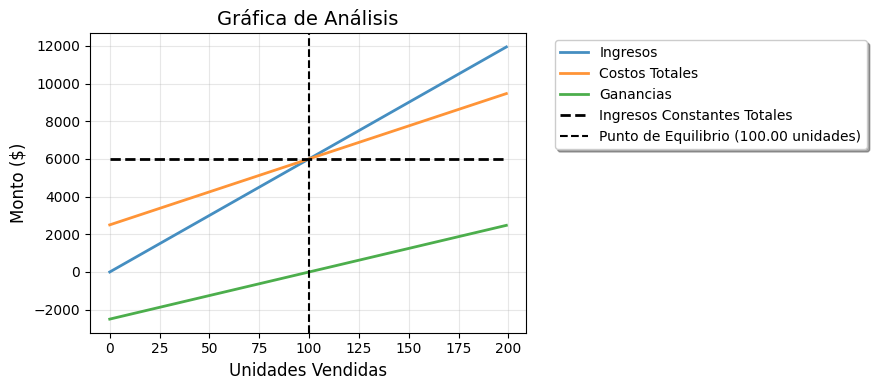 Gráfica de Análisis
Monto ($)
12000
10000
8000
6000
4000
2000
0
−2000
0 25 50 75 100 125 150 175 200
Unidades Vendidas
Ingresos
Costos Totales
Ganancias
Ingresos Constantes Totales
Punto de Equilibrio (100.00 unidades)